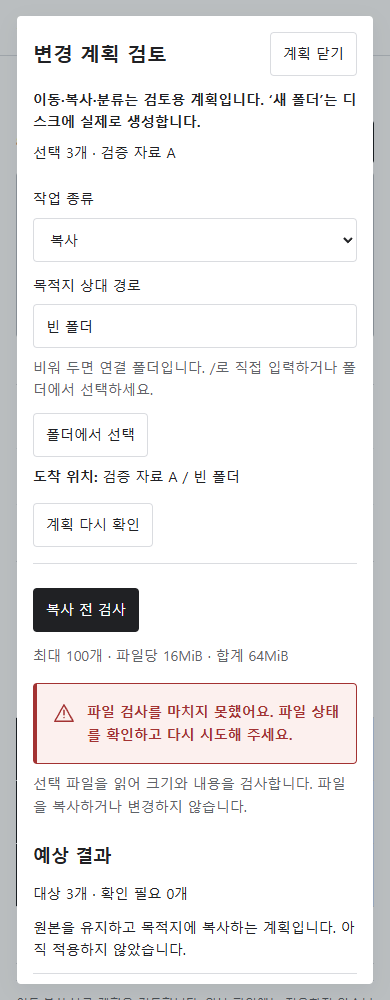 변경 계획 검토
계획 닫기
이동·복사·분류는 검토용 계획입니다. ‘새 폴더’는 디
스크에 실제로 생성합니다.
선택 3개 · 검증 자료 A
작업 종류
복사
목적지 상대 경로
빈 폴더
비워 두면 연결 폴더입니다. /로 직접 입력하거나 폴
더에서 선택하세요.
폴더에서 선택
도착 위치: 검증 자료 A / 빈 폴더
계획 다시 확인
복사 전 검사
최대 100개 · 파일당 16MiB · 합계 64MiB
파일 검사를 마치지 못했어요. 파일 상태
를 확인하고 다시 시도해 주세요.
선택 파일을 읽어 크기와 내용을 검사합니다. 파일
을 복사하거나 변경하지 않습니다.
예상 결과
대상 3개 · 확인 필요 0개
원본을 유지하고 목적지에 복사하는 계획입니다. 아
직 적용하지 않았습니다.